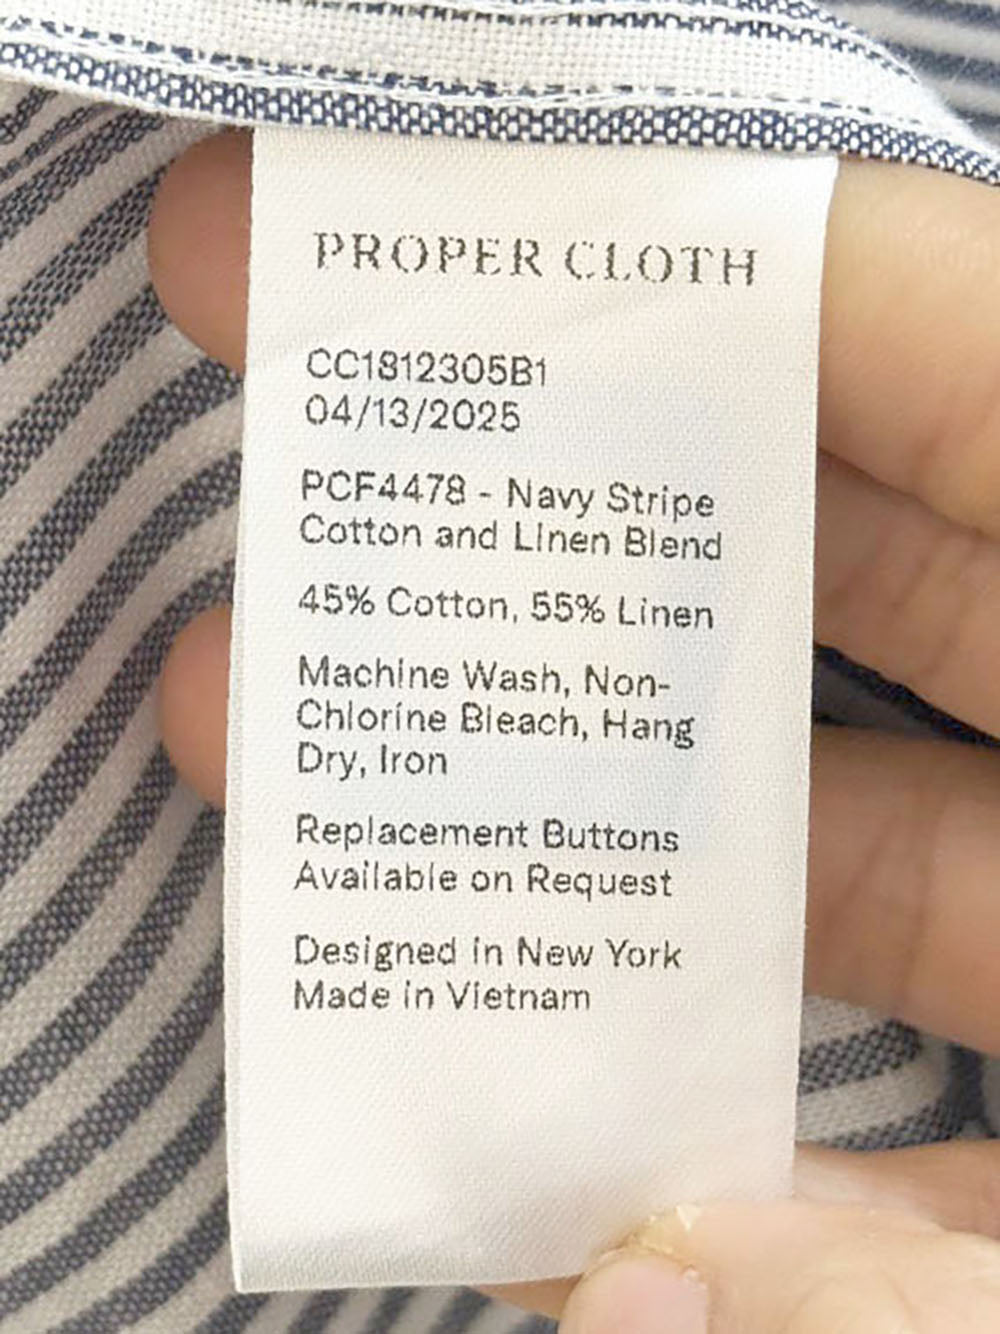 PROPER CLOTH
CC1812305B1
04/13/2025
PCF4478 - Navy Stripe
Cotton and Linen Blend
45% Cotton, 55% Linen
Machine Wash, Non-
Chlorine Bleach, Hang
Dry, Iron
Replacement Buttons
Available on Request
Designed in New York
Made in Vietnam